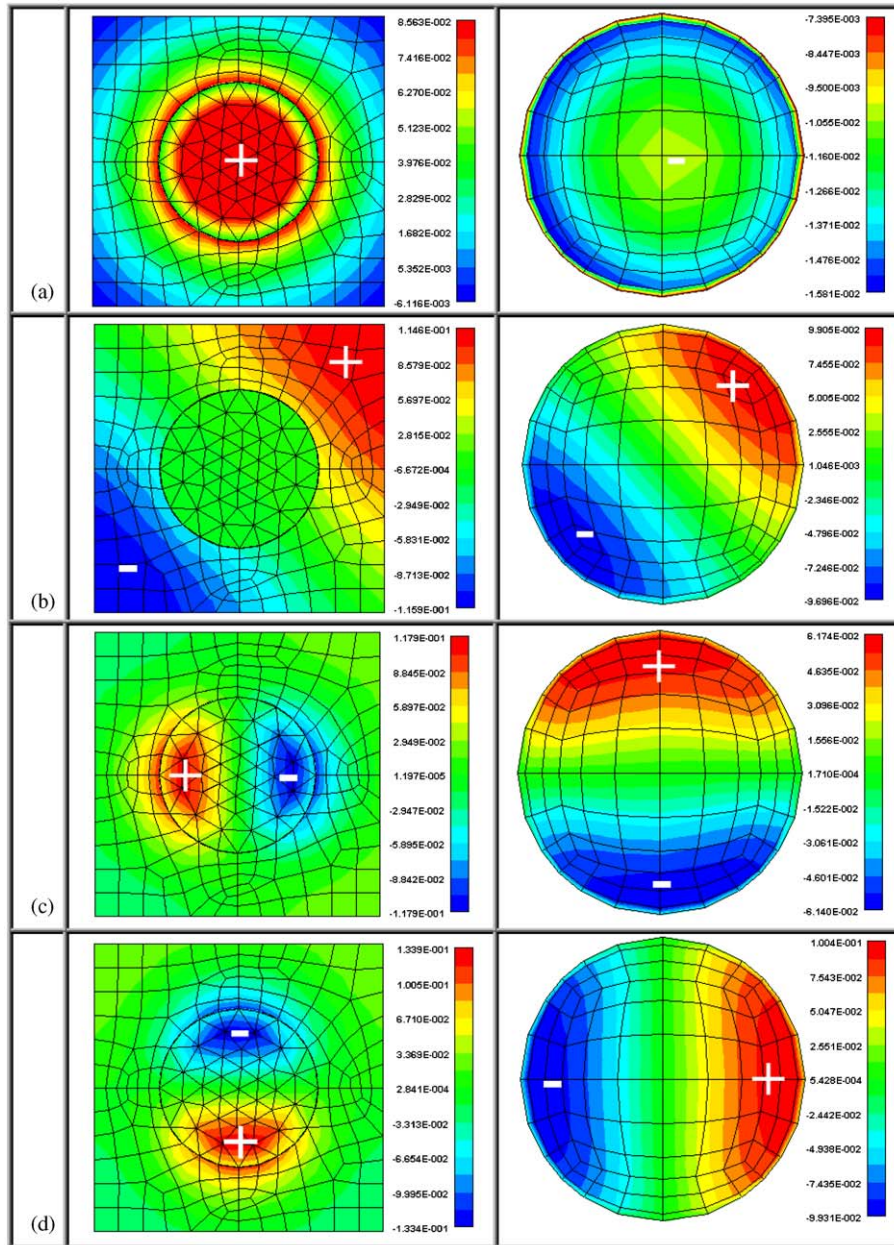 8.563E-002
7.416E-002
6.270E-002
5.123E-002
3.976E-002
2.829E-002
1.682E-002
5.352E-003
-6.116E-003
+
-7.395E-003
-8.447E-003
-9.500E-003
-1.055E-002
-1.160E-002
-1.266E-002
-1.371E-002
-1.476E-002
-1.581E-002
-
(a)
1.146E-001
8.579E-002
5.697E-002
2.815E-002
-6.672E-004
-2.949E-002
-5.831E-002
-8.713E-002
-1.159E-001
+
-
9.905E-002
7.455E-002
5.005E-002
2.555E-002
1.046E-003
-2.346E-002
-4.796E-002
-7.246E-002
-9.696E-002
+
-
(b)
1.179E-001
8.845E-002
5.897E-002
2.949E-002
1.197E-005
-2.947E-002
-5.895E-002
-8.842E-002
-1.179E-001
+
-
6.174E-002
4.635E-002
3.096E-002
1.556E-002
1.710E-004
-1.522E-002
-3.061E-002
-4.601E-002
-6.140E-002
+
-
(c)
1.339E-001
1.005E-001
6.710E-002
3.369E-002
2.841E-004
-3.313E-002
-6.654E-002
-9.995E-002
-1.334E-001
-
+
1.004E-001
7.543E-002
5.047E-002
2.551E-002
5.428E-004
-2.442E-002
-4.939E-002
-7.435E-002
-9.931E-002
-
+
(d)